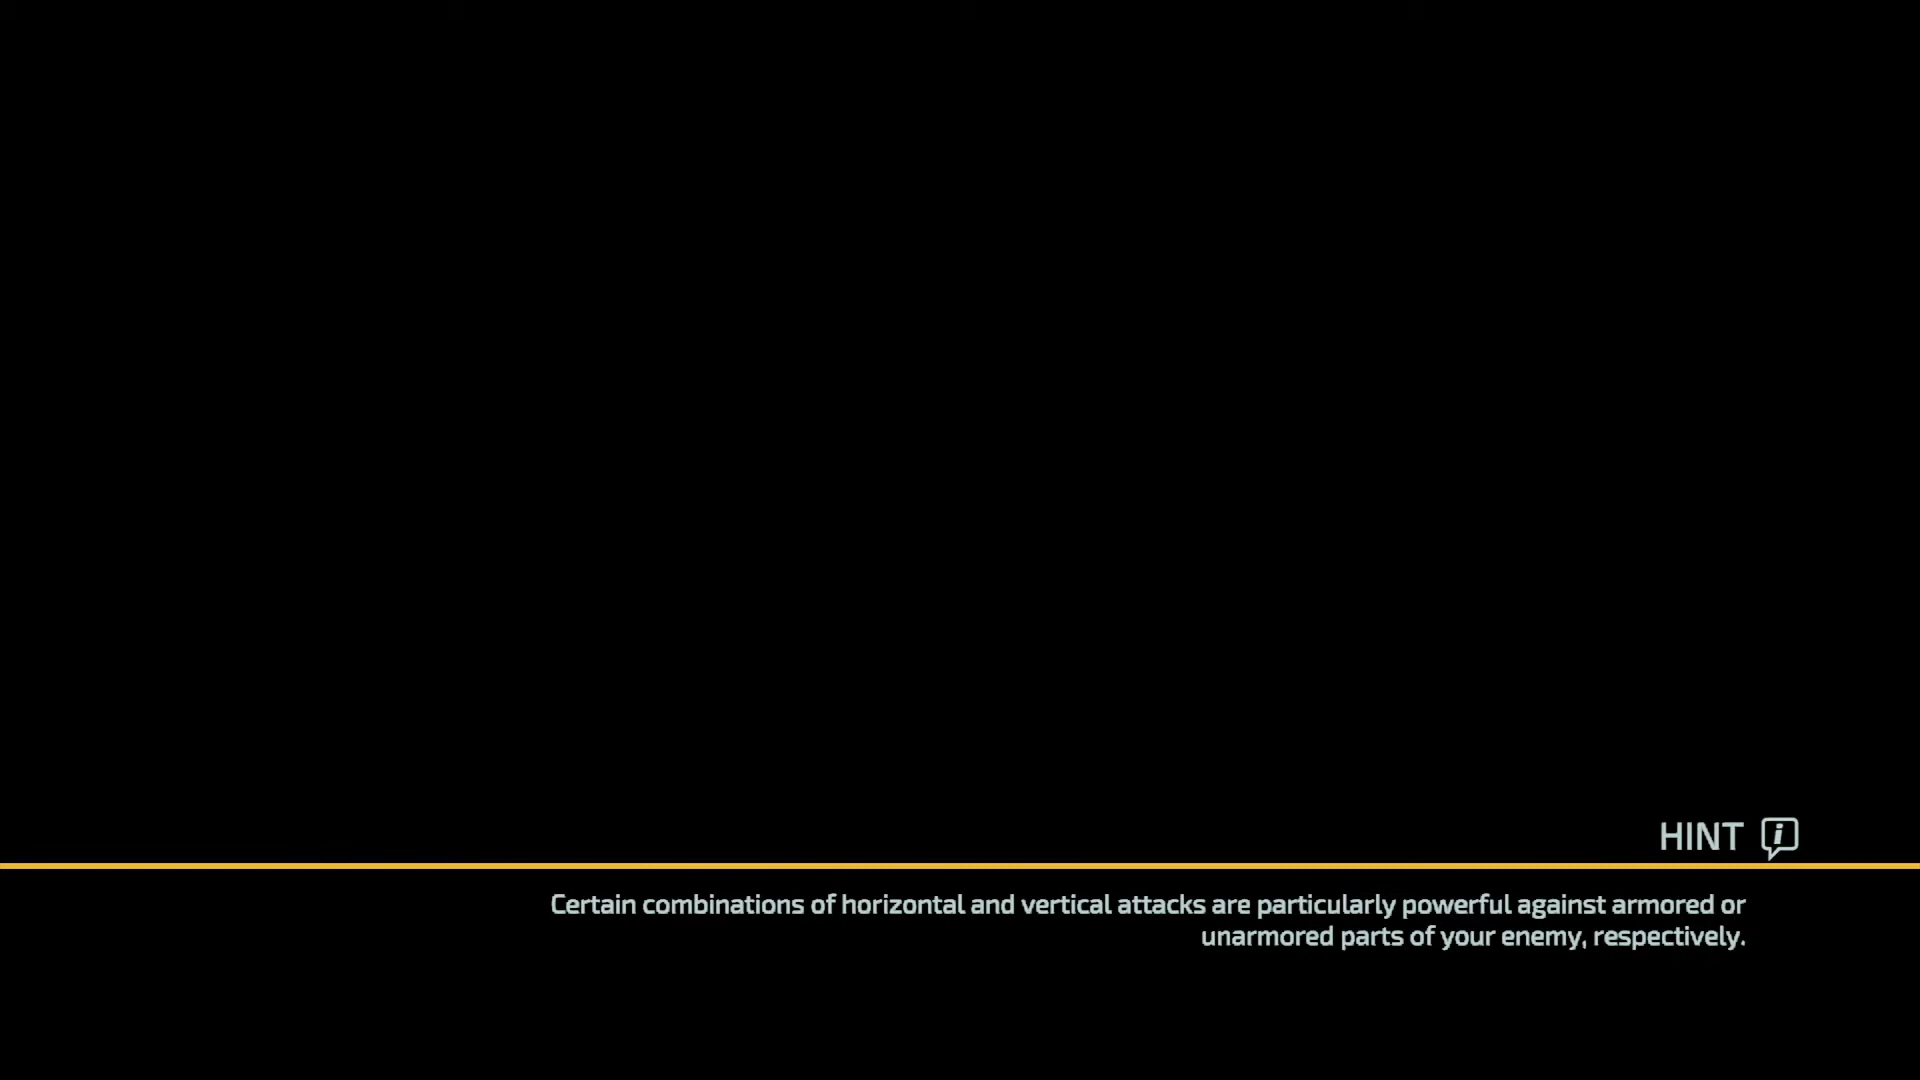 HINT
Certain combinations of horizontal and vertical attacks are particularly powerful against armored or
unarmored parts of your enemy, respectively.